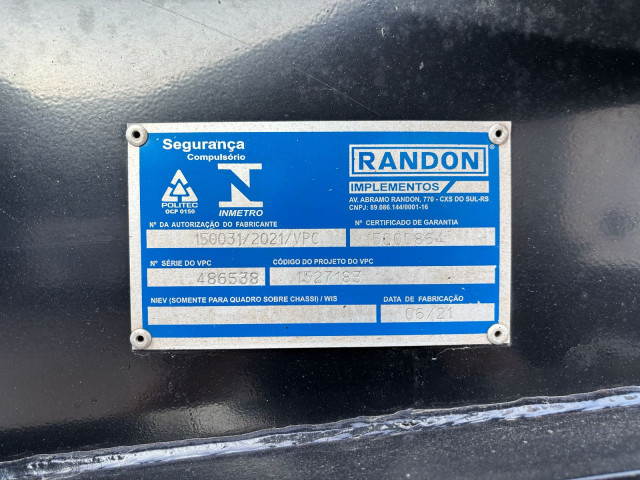 Segurança
Compulsório
POLITEC
OCP 0150
INMETRO
RANDON
IMPLEMENTOS
AV. ABRAMO RANDON, 770 - CXS DO SUL-RS
CNPJ: 89.086.144/0001-16
Nº DA AUTORIZAÇÃO DO FABRICANTE
150031/2021/VPC
Nº CERTIFICADO DE GARANTIA
Nº SÉRIE DO VPC
486538
CÓDIGO DO PROJETO DO VPC
1527183
NIEV (SOMENTE PARA QUADRO SOBRE CHASSI) / WIS
DATA DE FABRICAÇÃO
06/21